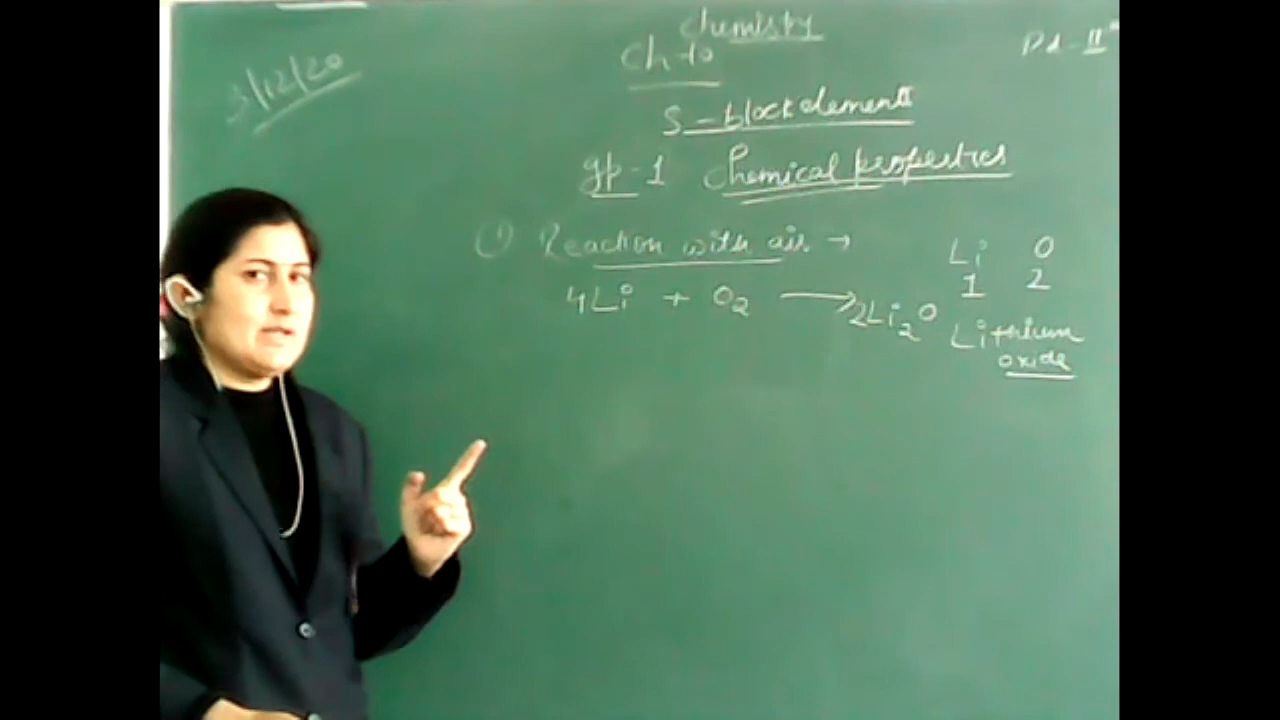 Chemistry
Pd-II
3/12/20
Ch-10
S-block elements
gp-1 Chemical properties
(1) Reaction with air →
4Li + O2 ⟶ 2Li2O
Li O
1 2
Lithium
oxide